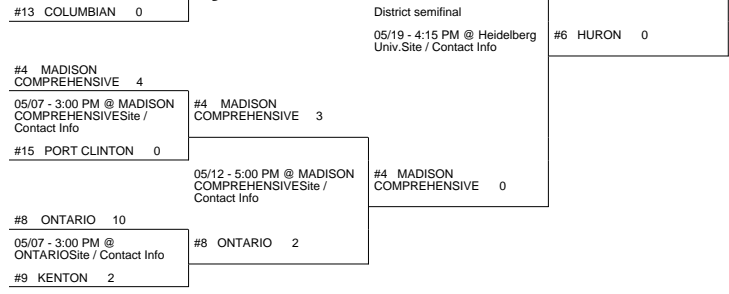 #13 COLUMBIAN 0
District semifinal
05/19 - 4:15 PM @ Heidelberg
Univ.Site / Contact Info
#6 HURON 0
#4 MADISON
COMPREHENSIVE 4
05/07 - 3:00 PM @ MADISON
COMPREHENSIVESite /
Contact Info
#4 MADISON
COMPREHENSIVE 3
#15 PORT CLINTON 0
05/12 - 5:00 PM @ MADISON
COMPREHENSIVESite /
Contact Info
#4 MADISON
COMPREHENSIVE 0
#8 ONTARIO 10
05/07 - 3:00 PM @
ONTARIOSite / Contact Info
#8 ONTARIO 2
#9 KENTON 2